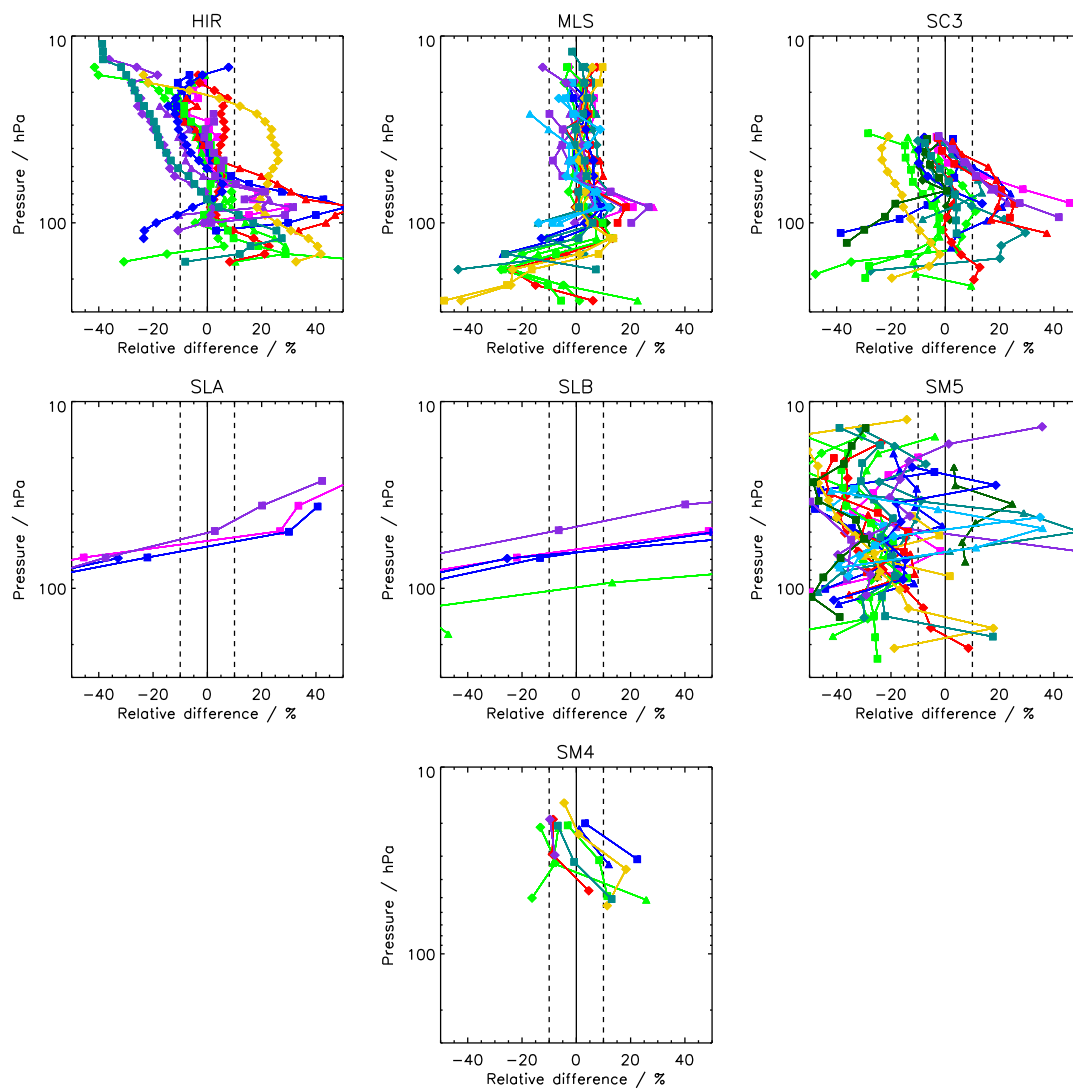 HIR
MLS
SC3
10
10
10
Pressure / hPa
Pressure / hPa
Pressure / hPa
100
100
100
−40 −20 0 20 40
−40 −20 0 20 40
−40 −20 0 20 40
Relative difference / %
Relative difference / %
Relative difference / %
SLA
SLB
SM5
10
10
10
Pressure / hPa
Pressure / hPa
Pressure / hPa
100
100
100
−40 −20 0 20 40
−40 −20 0 20 40
−40 −20 0 20 40
Relative difference / %
Relative difference / %
Relative difference / %
SM4
10
Pressure / hPa
100
−40 −20 0 20 40
Relative difference / %